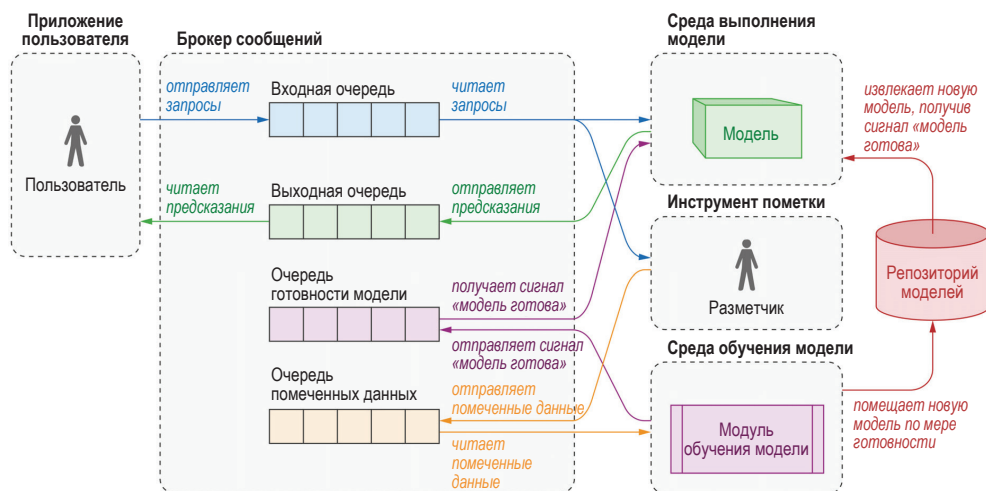 Приложение
пользователя
Пользователь
Брокер сообщений
отправляет
запросы
Входная очередь
читает
запросы
читает
предсказания
Выходная очередь
отправляет
предсказания
Очередь
готовности модели
получает сигнал
«модель готова»
отправляет сигнал
«модель готова»
Очередь
помеченных данных
отправляет
помеченные данные
читает
помеченные
данные
Среда выполнения
модели
Модель
Инструмент пометки
Разметчик
Среда обучения модели
Модуль
обучения модели
извлекает новую
модель, получив
сигнал «модель
готова»
Репозиторий
моделей
помещает новую
модель по мере
готовности